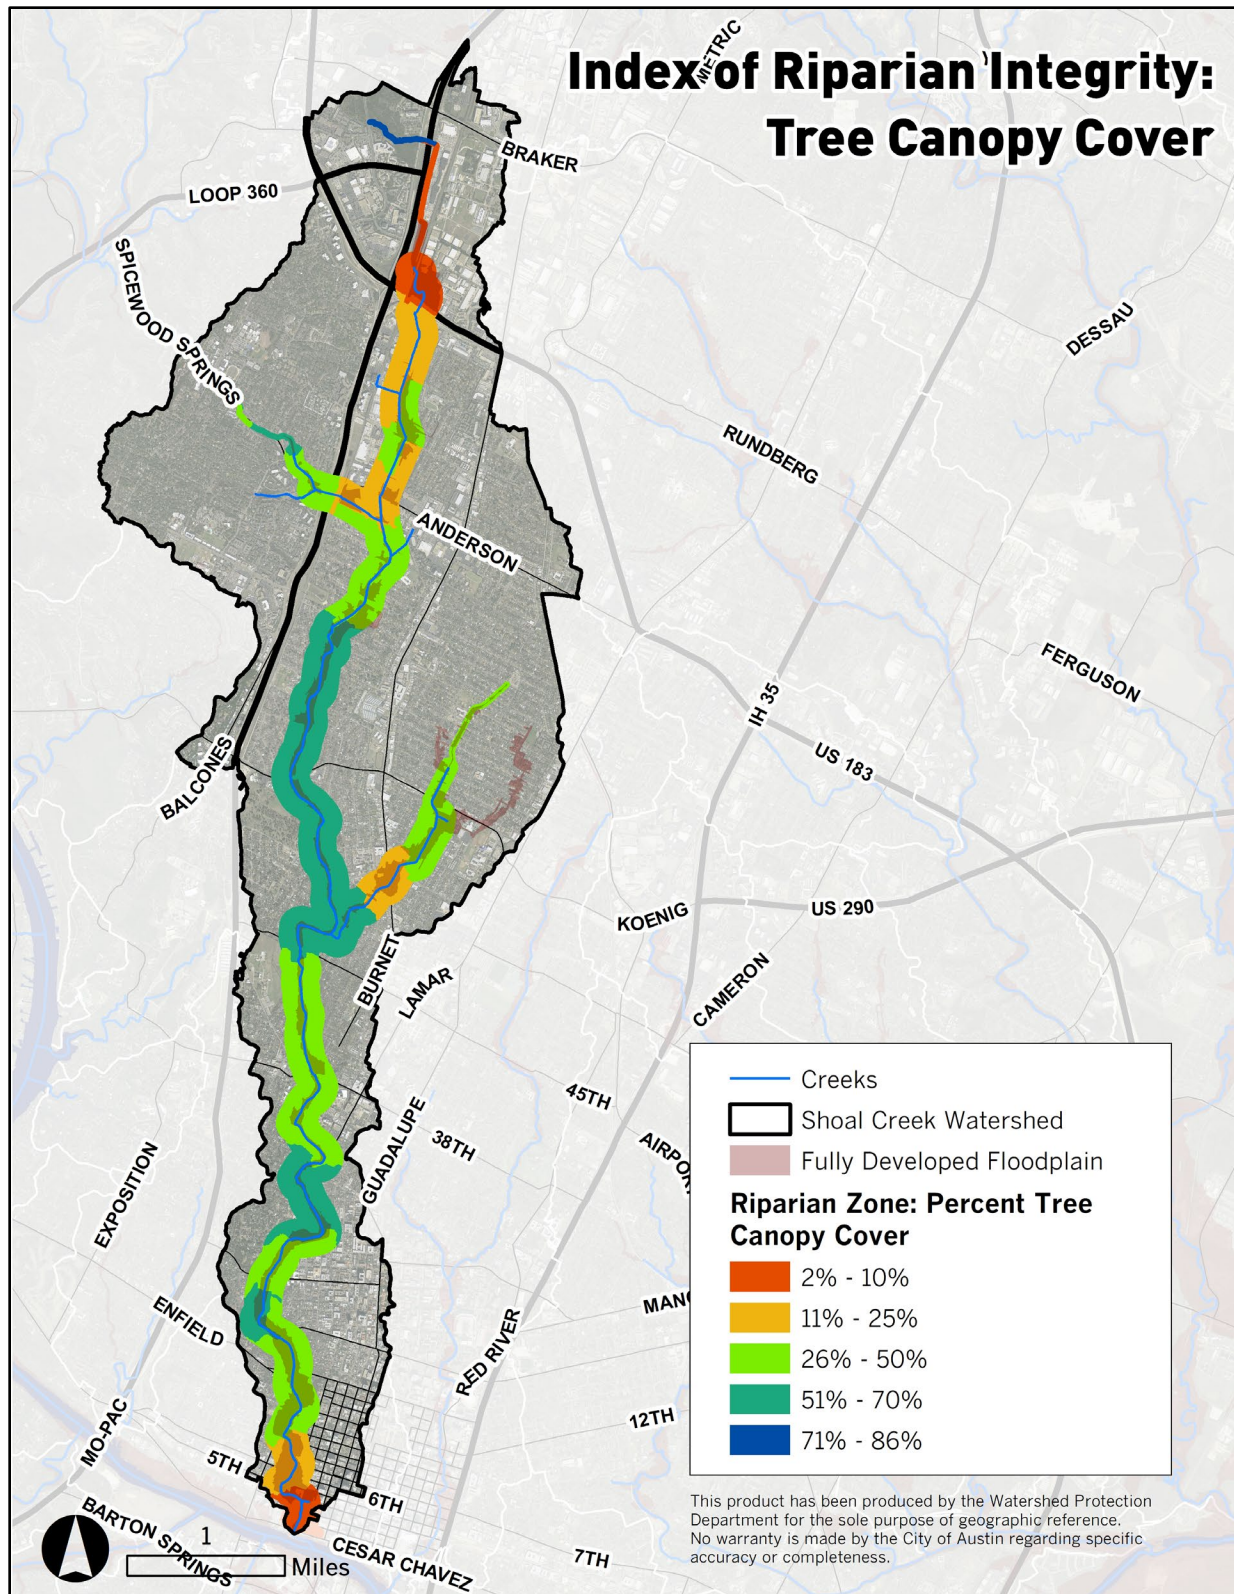 Index of Riparian Integrity:
Tree Canopy Cover
METRIC
BRAKER
LOOP 360
SPICEWOOD SPRINGS
DESSAU
RUNDBERG
ANDERSON
FERGUSON
IH 35
US 183
BALCONES
KOENIG
US 290
BURNET
LAMAR
CAMERON
45TH
38TH
GUADALUPE
EXPOSITION
ENFIELD
RED RIVER
12TH
MO-PAC
5TH
6TH
BARTON SPRINGS
CESAR CHAVEZ
7TH
1
Miles
Creeks
Shoal Creek Watershed
Fully Developed Floodplain
Riparian Zone: Percent Tree
Canopy Cover
2% - 10%
11% - 25%
26% - 50%
51% - 70%
71% - 86%
This product has been produced by the Watershed Protection
Department for the sole purpose of geographic reference.
No warranty is made by the City of Austin regarding specific
accuracy or completeness.